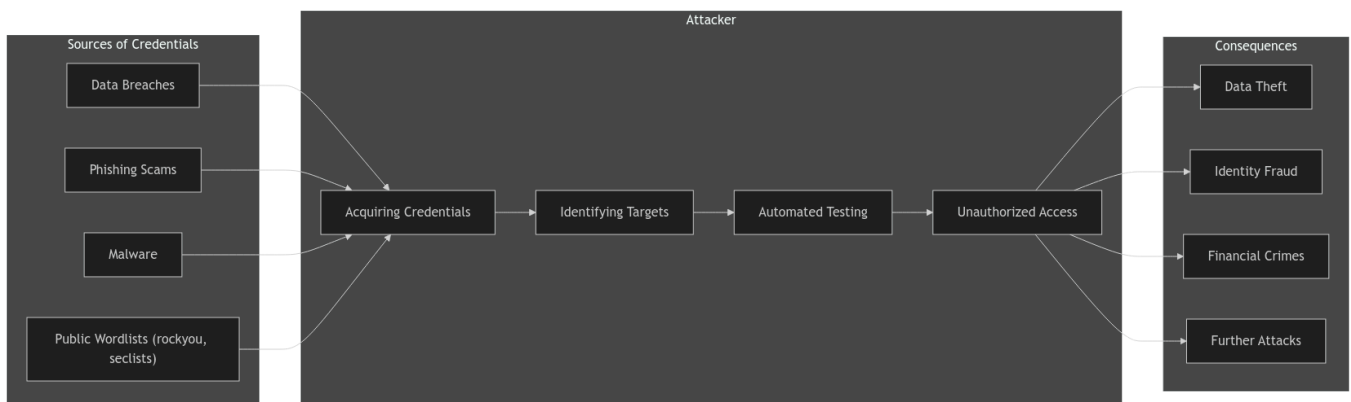 Sources of Credentials
Data Breaches
Phishing Scams
Malware
Public Wordlists (rockyou,
seclists)
Attacker
Acquiring Credentials
Identifying Targets
Automated Testing
Unauthorized Access
Consequences
Data Theft
Identity Fraud
Financial Crimes
Further Attacks